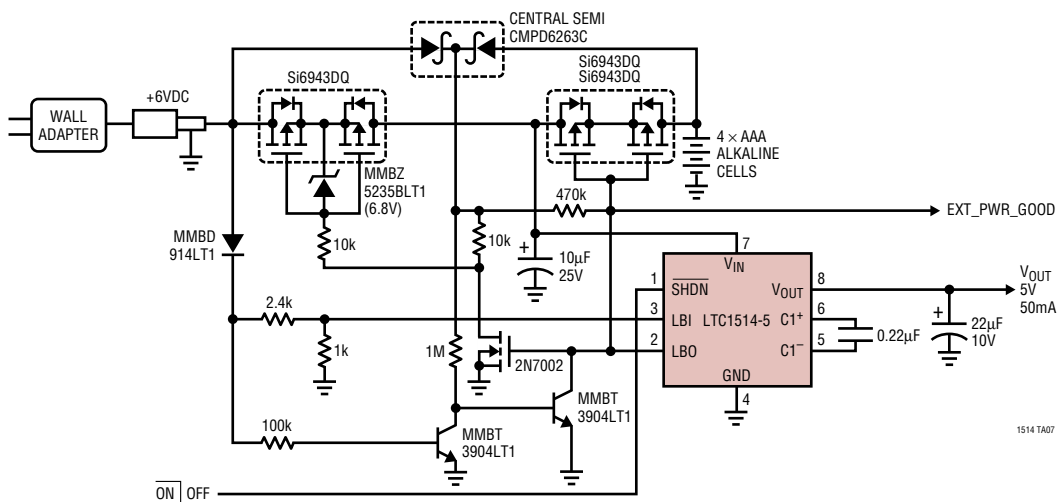 CENTRAL SEMI
CMPD6263C
Si6943DQ
Si6943DQ
Si6943DQ
+6VDC
WALL
ADAPTER
4 × AAA
ALKALINE
CELLS
MMBZ
5235BLT1
(6.8V)
470k
EXT_PWR_GOOD
MMBD
914LT1
10k
10k
+
10µF
25V
7
VIN
1
SHDN
VOUT
8
VOUT
5V
50mA
2.4k
3
LBI
LTC1514-5
C1+
6
0.22µF
+
22µF
10V
1k
1M
2N7002
2
LBO
C1−
5
GND
4
MMBT
3904LT1
100k
MMBT
3904LT1
1514 TA07
ON OFF